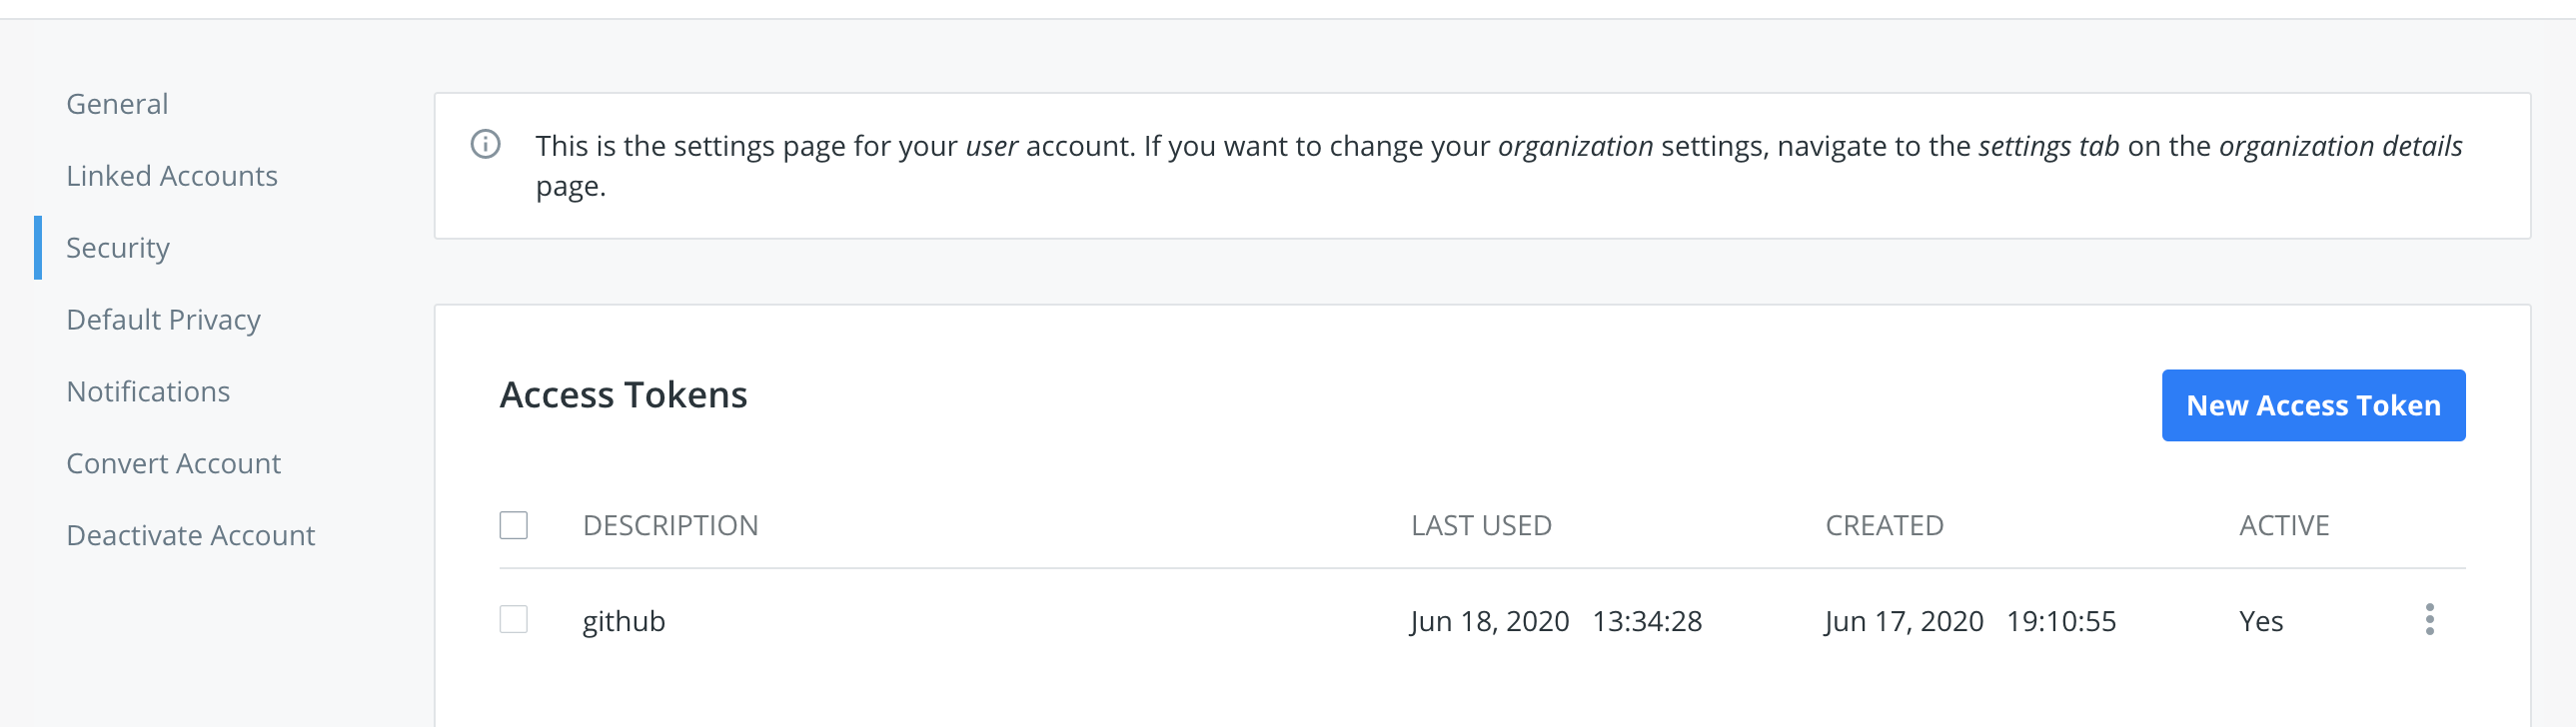 General
Linked Accounts
Security
Default Privacy
Notifications
Convert Account
Deactivate Account
This is the settings page for your user account. If you want to change your organization settings, navigate to the settings tab on the organization details
page.
Access Tokens
New Access Token
DESCRIPTION LAST USED CREATED ACTIVE
github Jun 18, 2020 13:34:28 Jun 17, 2020 19:10:55 Yes